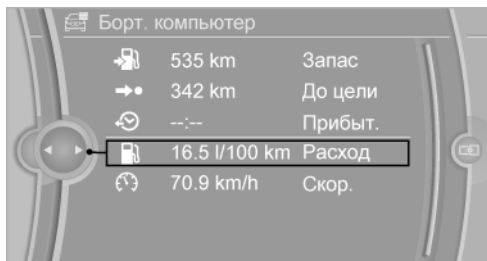 Борт. компьютер
535 km Запас
342 km До цели
--:-- Прибыт.
16.5 l/100 km Расход
70.9 km/h Скор.